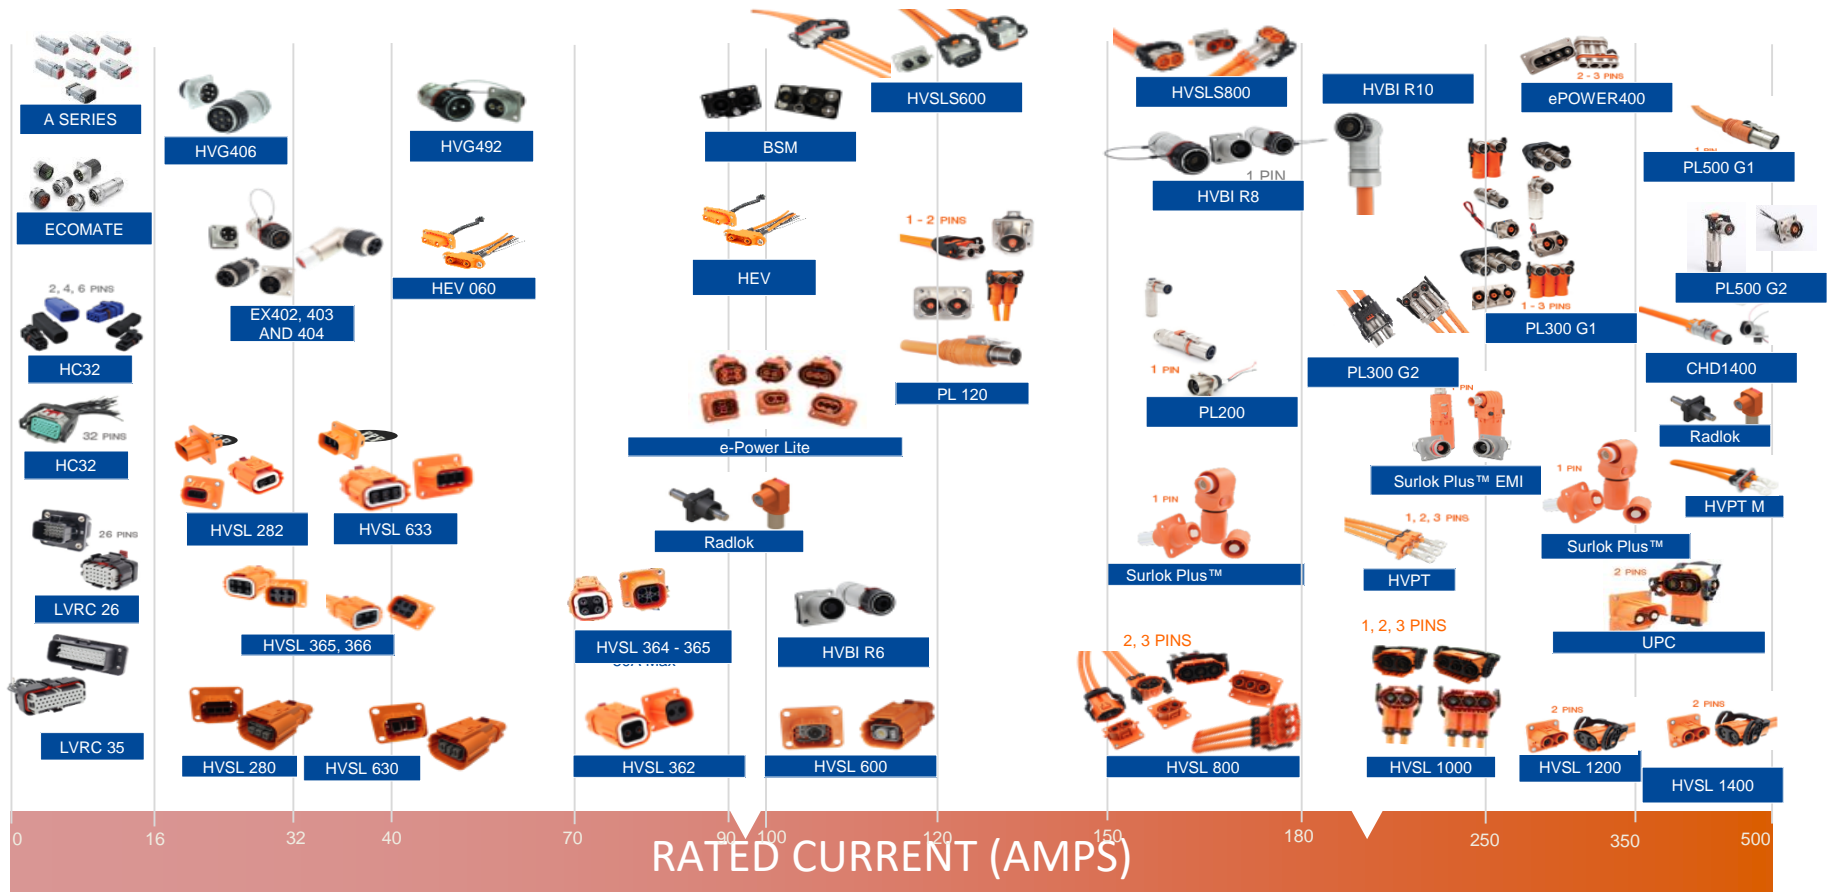 A SERIES
ECOMATE
2, 4, 6 PINS
HC32
32 PINS
HC32
26 PINS
LVRC 26
LVRC 35
HVG406
EX402, 403
AND 404
HVSL 282
HVSL 633
HVSL 365, 366
HVSL 280
HVSL 630
HVG492
HEV 060
BSM
HEV
e-Power Lite
Radlok
HVSL 364 - 365
HVSL 362
HVSLS600
1 - 2 PINS
PL 120
HVBI R6
HVSL 600
HVSLS800
1 PIN
HVBI R8
1 PIN
PL200
1 PIN
Surlok Plus™
2, 3 PINS
HVSL 800
HVBI R10
PL300 G2
PIN
Surlok Plus™ EMI
1, 2, 3 PINS
HVPT
1, 2, 3 PINS
HVSL 1000
2 - 3 PINS
ePOWER400
1 - 3 PINS
PL300 G1
1 PIN
Surlok Plus™
2 PINS
UPC
2 PINS
HVSL 1200
PL500 G1
PL500 G2
CHD1400
Radlok
HVPT M
2 PINS
HVSL 1400
0 16 32 40 70 90 100 120 150 180 250 350 500
RATED CURRENT (AMPS)